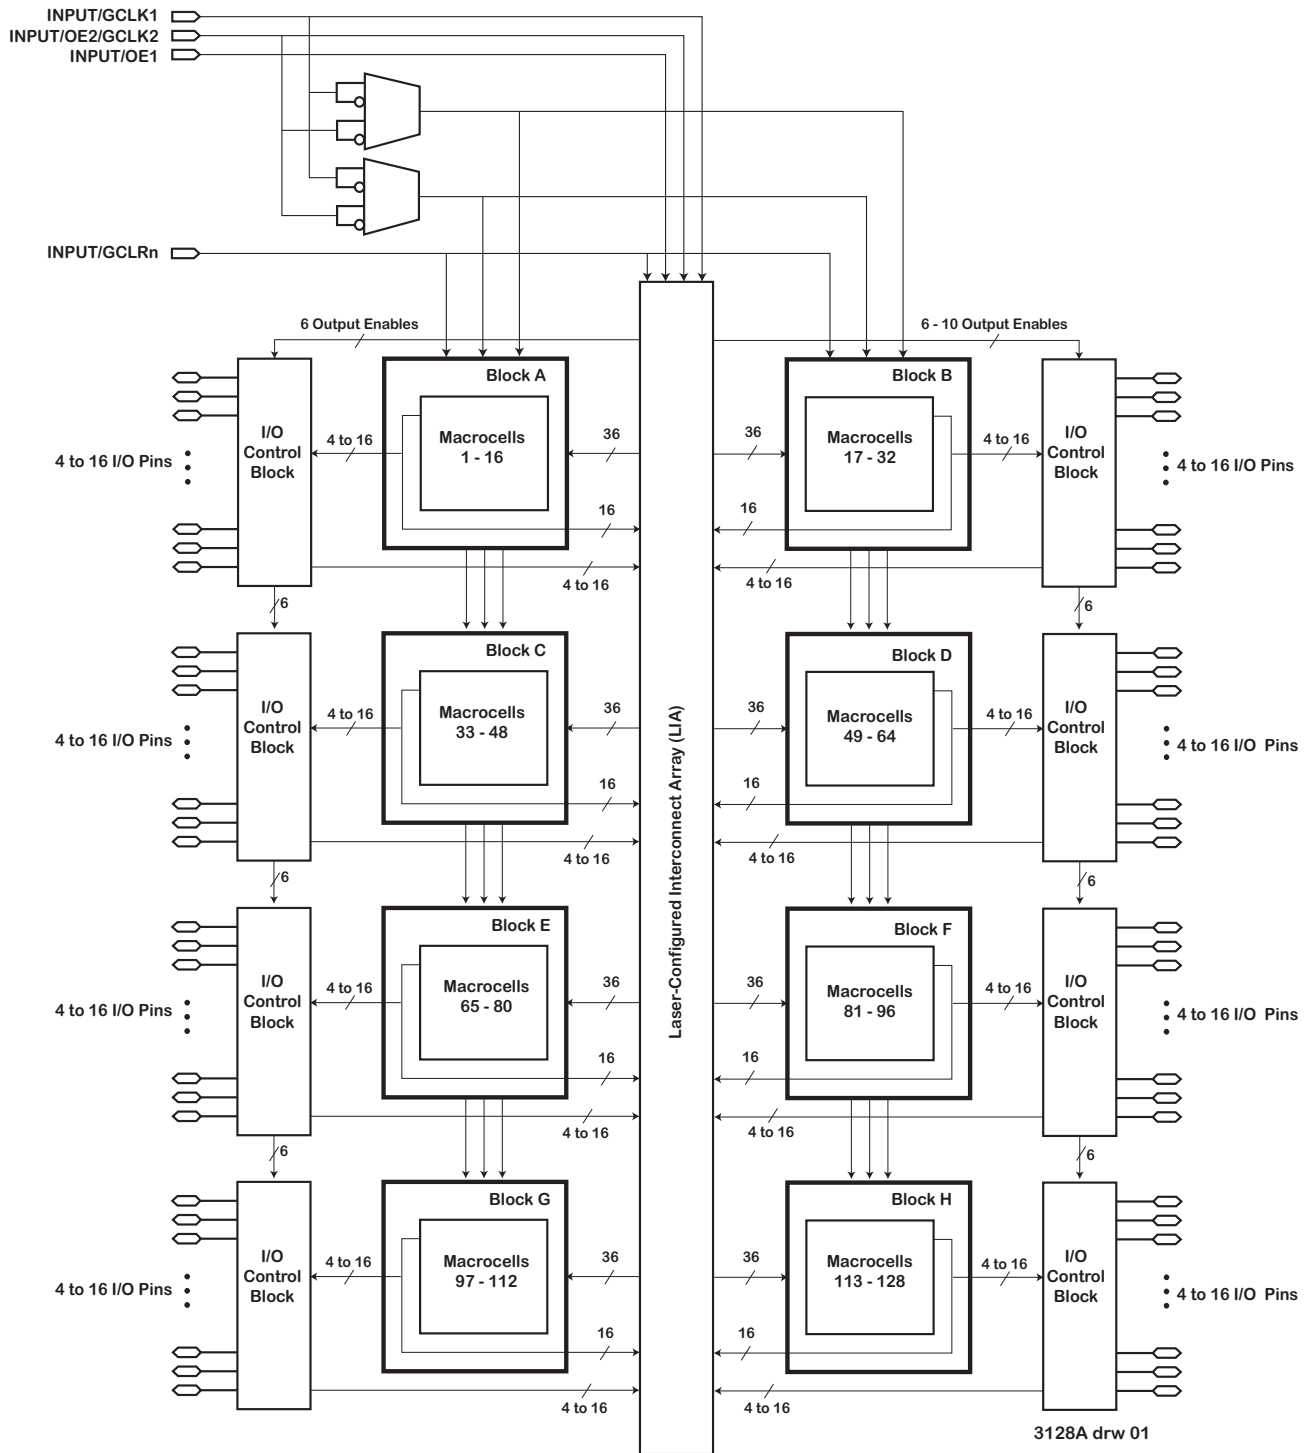 INPUT/GCLK1
INPUT/OE2/GCLK2
INPUT/OE1
INPUT/GCLRn
6 Output Enables
6 - 10 Output Enables
Laser-Configured Interconnect Array (LIA)
4 to 16 I/O Pins
I/O
Control
Block
4 to 16
Block A
Macrocells
1 - 16
36
16
4 to 16
6
36
16
4 to 16
Block B
Macrocells
17 - 32
4 to 16
I/O
Control
Block
4 to 16 I/O Pins
6
4 to 16 I/O Pins
I/O
Control
Block
4 to 16
Block C
Macrocells
33 - 48
36
16
4 to 16
6
36
16
4 to 16
Block D
Macrocells
49 - 64
4 to 16
I/O
Control
Block
4 to 16 I/O Pins
6
4 to 16 I/O Pins
I/O
Control
Block
4 to 16
Block E
Macrocells
65 - 80
36
16
4 to 16
6
36
16
4 to 16
Block F
Macrocells
81 - 96
4 to 16
I/O
Control
Block
4 to 16 I/O Pins
6
4 to 16 I/O Pins
I/O
Control
Block
4 to 16
Block G
Macrocells
97 - 112
36
16
4 to 16
36
16
4 to 16
Block H
Macrocells
113 - 128
4 to 16
I/O
Control
Block
4 to 16 I/O Pins
3128A drw 01